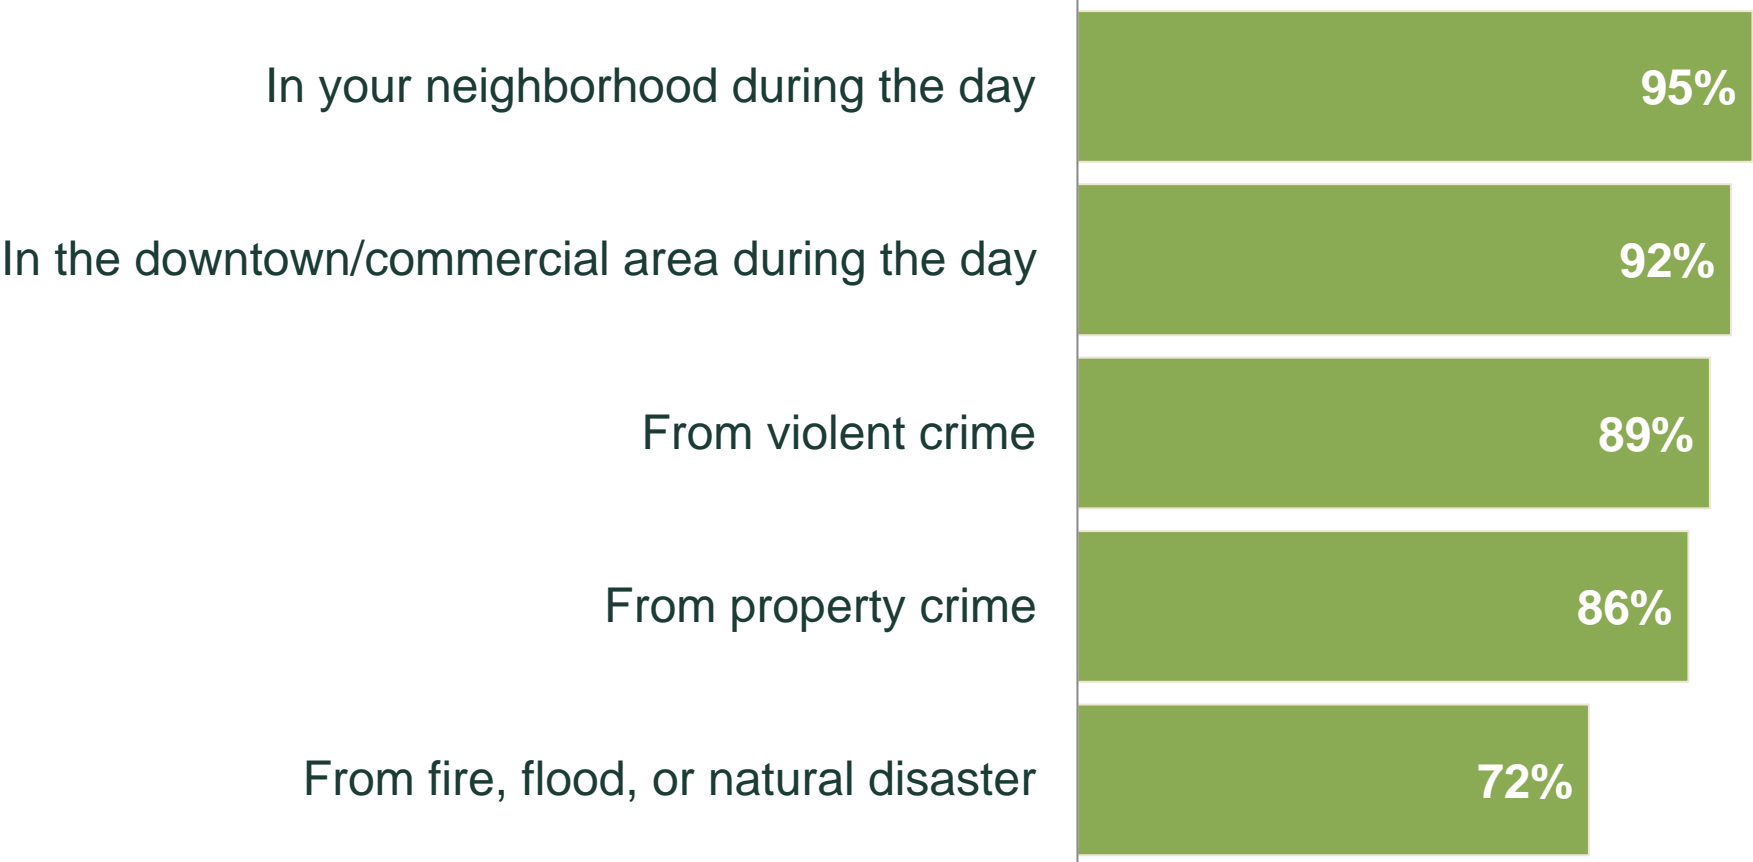 In your neighborhood during the day 95%
In the downtown/commercial area during the day 92%
From violent crime 89%
From property crime 86%
From fire, flood, or natural disaster 72%